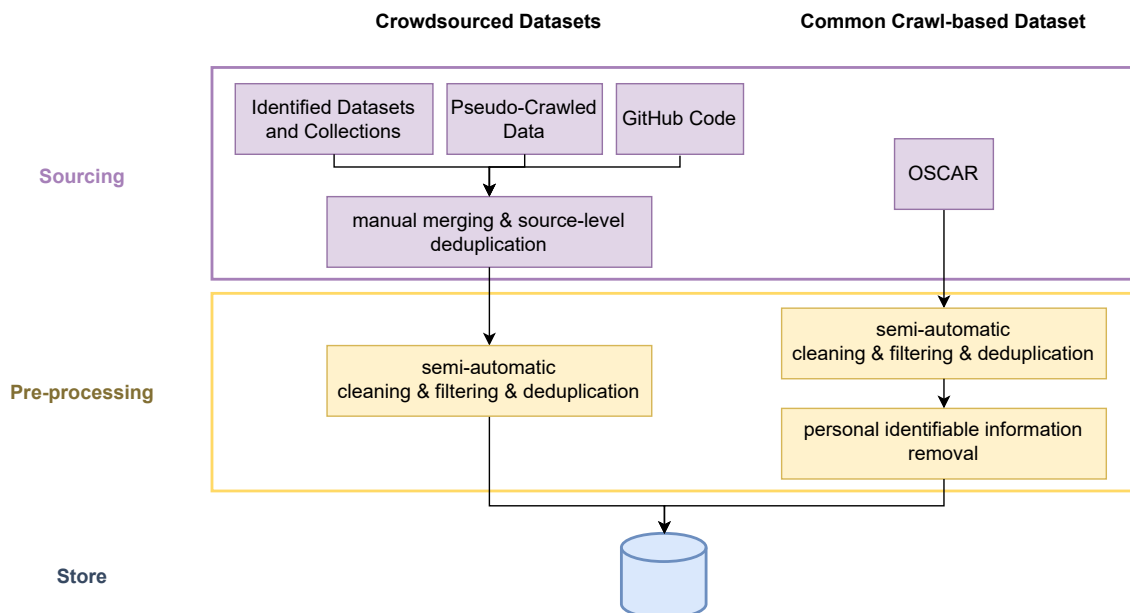 Crowdsourced Datasets
Common Crawl-based Dataset
Sourcing
Identified Datasets
and Collections
Pseudo-Crawled
Data
GitHub Code
OSCAR
manual merging & source-level
deduplication
Pre-processing
semi-automatic
cleaning & filtering & deduplication
semi-automatic
cleaning & filtering & deduplication
personal identifiable information
removal
Store